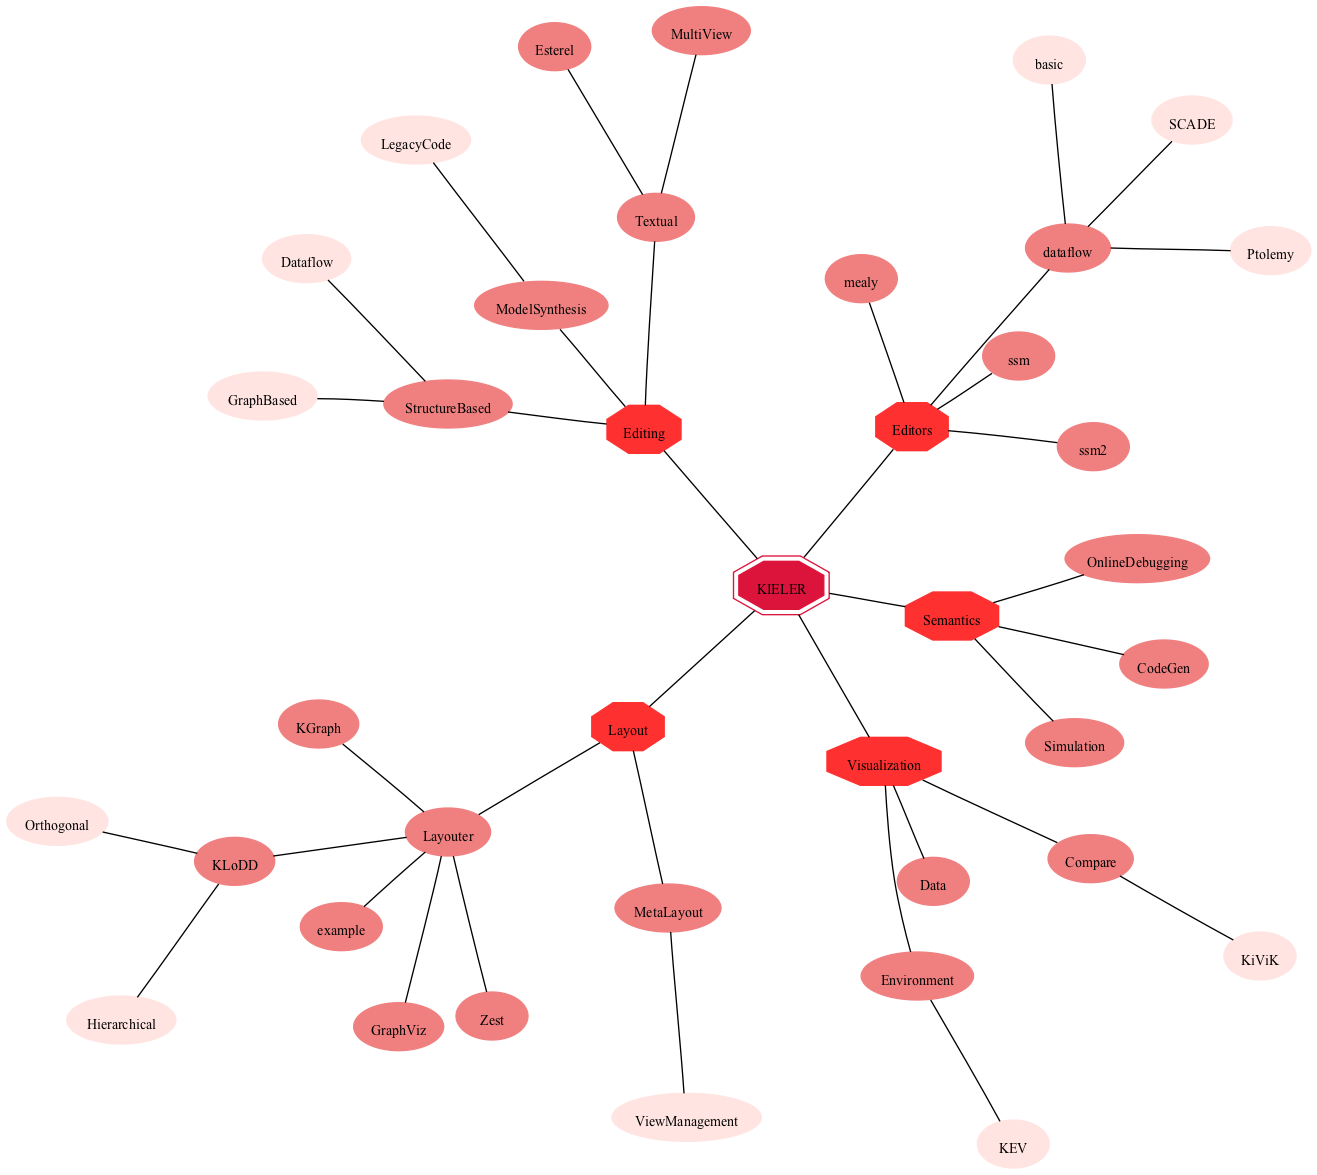 MultiView
Esterel
basic
SCADE
LegacyCode
Textual
dataflow
Ptolemy
Dataflow
mealy
ModelSynthesis
ssm
GraphBased
StructureBased
Editing
Editors
ssm2
OnlineDebugging
KIELER
Semantics
CodeGen
KGraph
Layout
Simulation
Visualization
Orthogonal
Layouter
KLoDD
Compare
Data
MetaLayout
example
KiViK
Environment
Hierarchical
GraphViz
Zest
ViewManagement
KEV